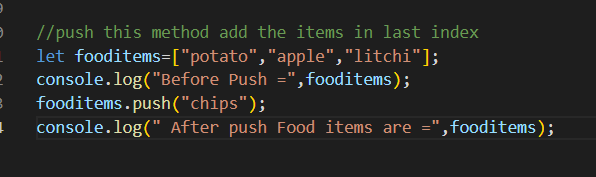 //push this method add the items in last index
let fooditems=["potato","apple","litchi"];
console.log("Before Push =",fooditems);
fooditems.push("chips");
console.log(" After push Food items are =",fooditems);